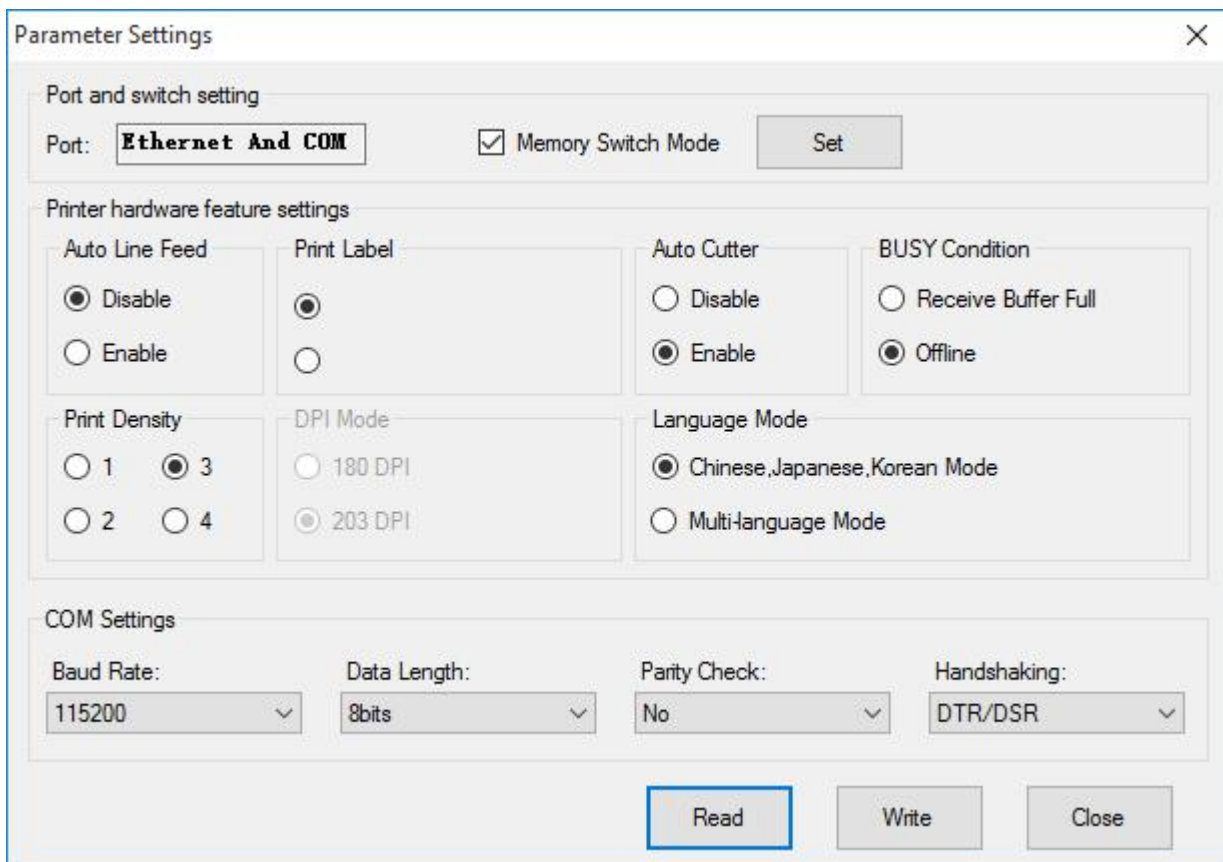 Parameter Settings
Port and switch setting
Port: Ethernet And COM Memory Switch Mode Set
Printer hardware feature settings
Auto Line Feed Print Label Auto Cutter BUSY Condition
Disable Disable Receive Buffer Full
Enable Enable Offline
Print Density DPI Mode Language Mode
1 3 180 DPI Chinese,Japanese,Korean Mode
2 4 203 DPI Multi-language Mode
COM Settings
Baud Rate: Data Length: Parity Check: Handshaking:
115200 8bits No DTR/DSR
Read Write Close